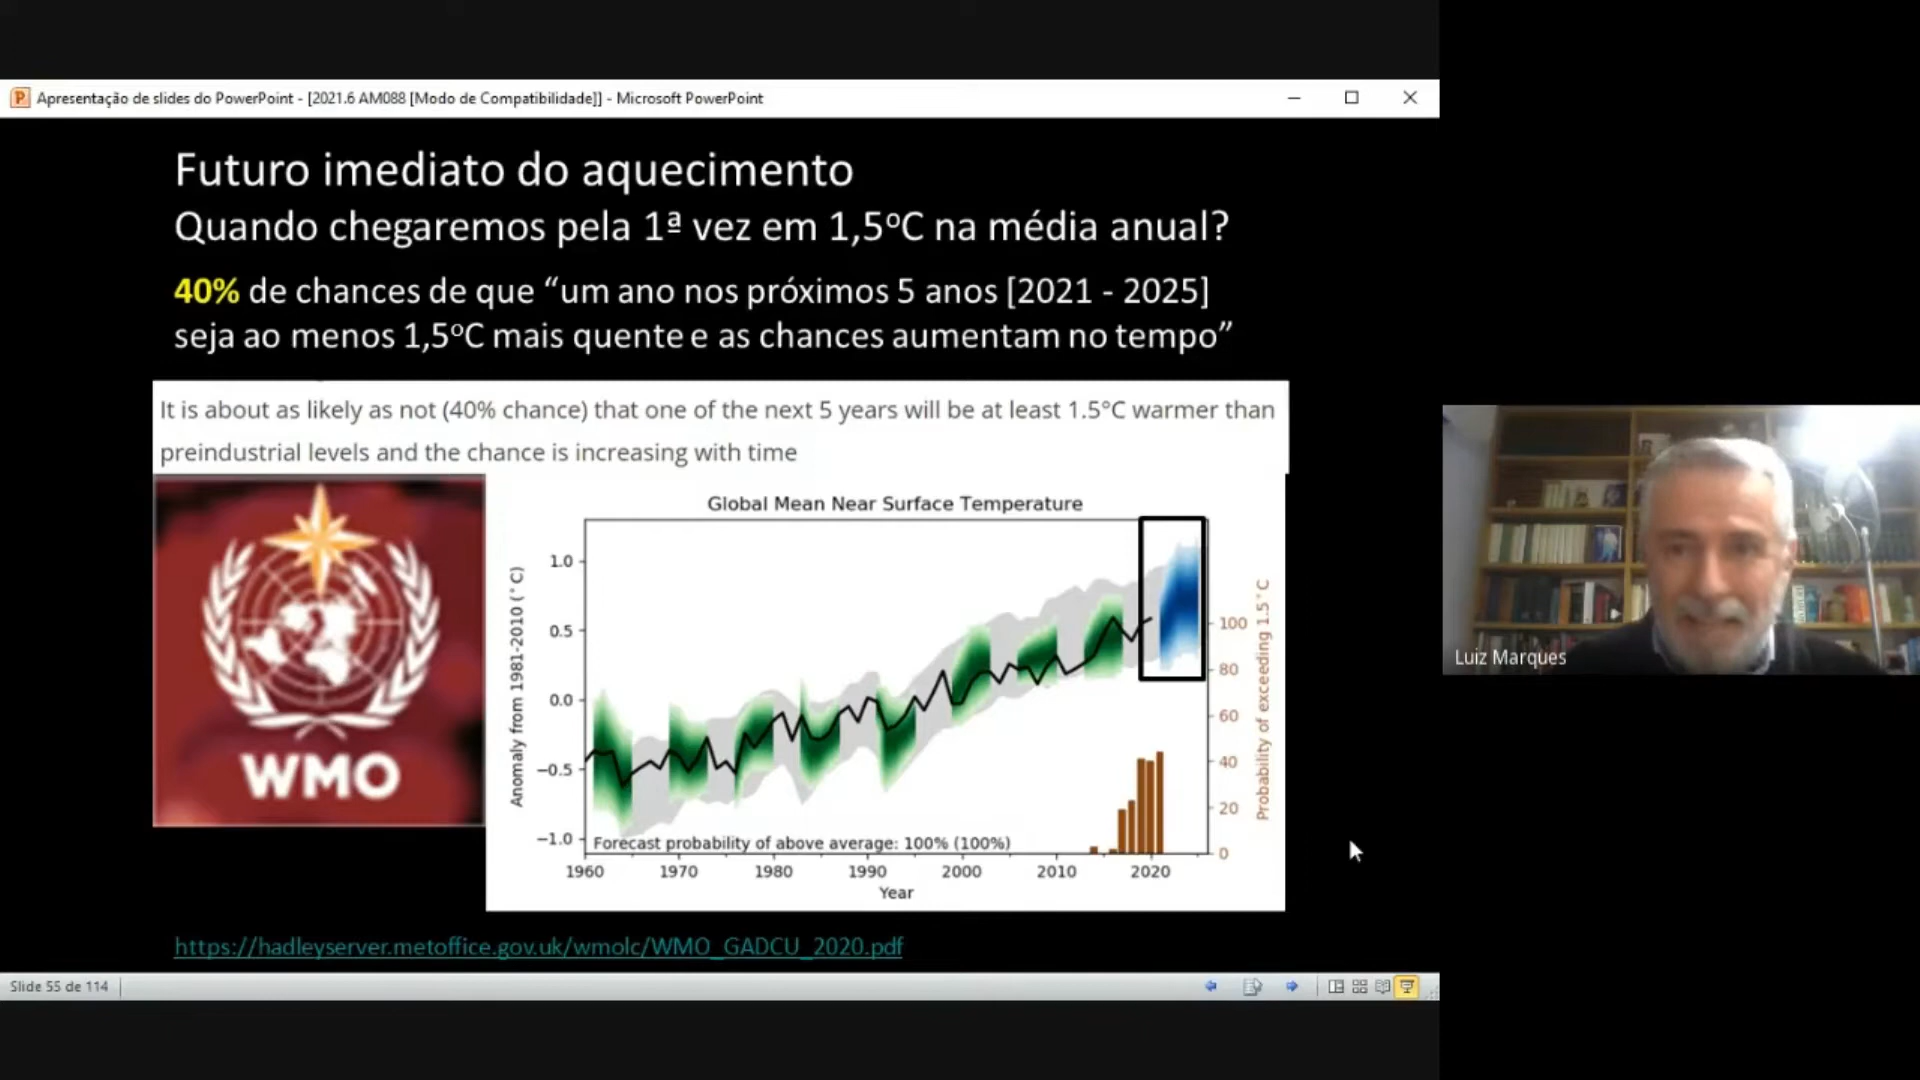 Apresentação de slides do PowerPoint - [2021.6 AM088 [Modo de Compatibilidade]] - Microsoft PowerPoint
Futuro imediato do aquecimento
Quando chegaremos pela 1ª vez em 1,5ºC na média anual?
40% de chances de que “um ano nos próximos 5 anos [2021 - 2025]
seja ao menos 1,5ºC mais quente e as chances aumentam no tempo”
It is about as likely as not (40% chance) that one of the next 5 years will be at least 1.5°C warmer than
preindustrial levels and the chance is increasing with time
WMO
Global Mean Near Surface Temperature
Anomaly from 1981-2010 (°C)
1.0
0.5
0.0
−0.5
−1.0
Probability of exceeding 1.5°C
100
80
60
40
20
0
Forecast probability of above average: 100% (100%)
1960 1970 1980 1990 2000 2010 2020
Year
https://hadleyserver.metoffice.gov.uk/wmolc/WMO_GADCU_2020.pdf
Slide 55 de 114
Luiz Marques